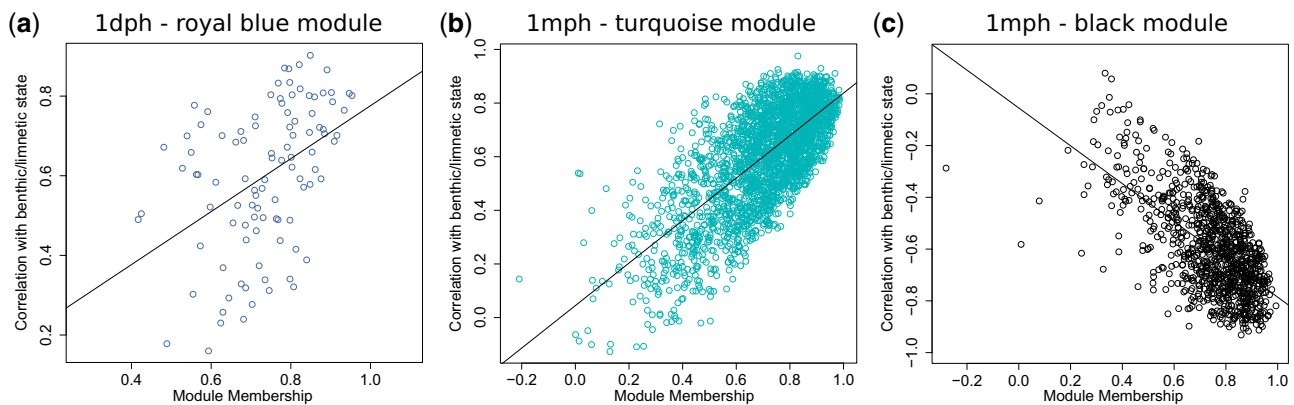 (a) 1dph - royal blue module
Correlation with benthic/limnetic state
0.8
0.6
0.4
0.2
0.4 0.6 0.8 1.0
Module Membership
(b) 1mph - turquoise module
Correlation with benthic/limnetic state
1.0
0.8
0.6
0.4
0.2
0.0
−0.2 0.0 0.2 0.4 0.6 0.8 1.0
Module Membership
(c) 1mph - black module
Correlation with benthic/limnetic state
0.0
−0.2
−0.4
−0.6
−0.8
−1.0
−0.2 0.0 0.2 0.4 0.6 0.8 1.0
Module Membership